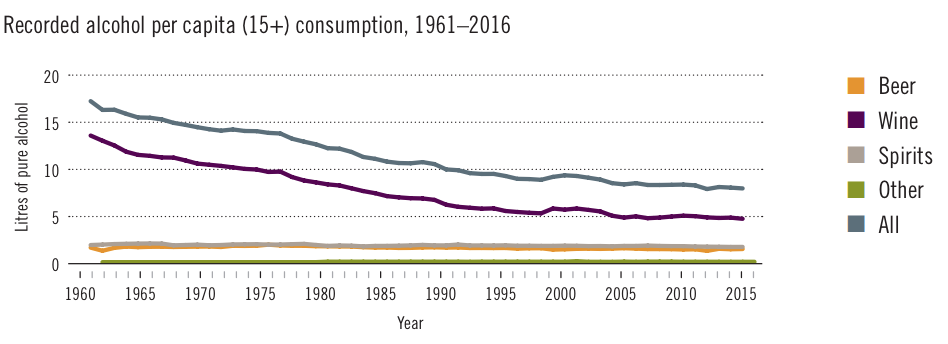 Recorded alcohol per capita (15+) consumption, 1961–2016
Litres of pure alcohol
20
15
10
5
0
1960 1965 1970 1975 1980 1985 1990 1995 2000 2005 2010 2015
Year
Beer
Wine
Spirits
Other
All